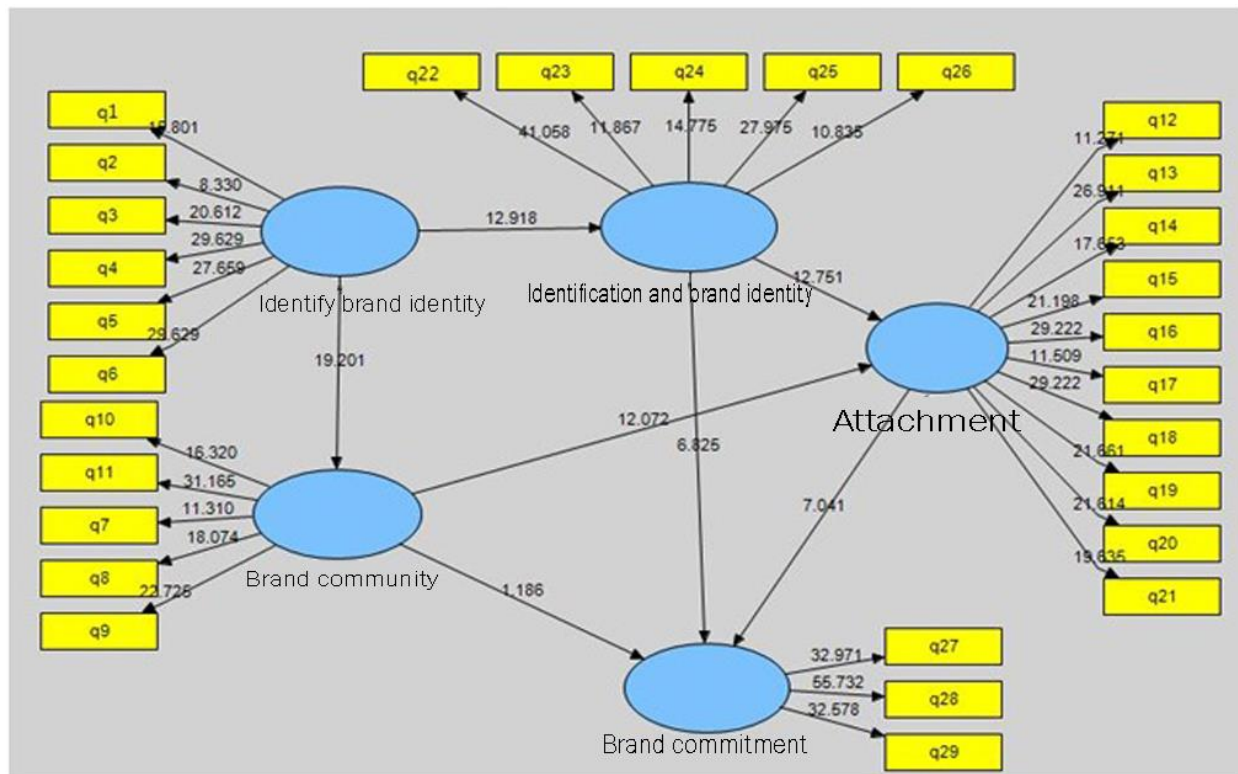 q22
q23
q24
q25
q26
41.058
11.867
14.775
27.975
10.835
q1
q2
q3
q4
q5
q6
8.330
20.612
29.629
27.659
29.629
Identify brand identity
12.918
Identification and brand identity
12.751
19.201
q12
q13
q14
q15
q16
q17
q18
q19
q20
q21
11.271
26.911
17.653
21.198
29.222
11.509
29.222
21.661
21.614
19.635
Attachment
12.072
6.825
7.041
q10
q11
q7
q8
q9
16.320
31.165
11.310
18.074
22.725
Brand community
1.186
Brand commitment
32.971
55.732
32.578
q27
q28
q29